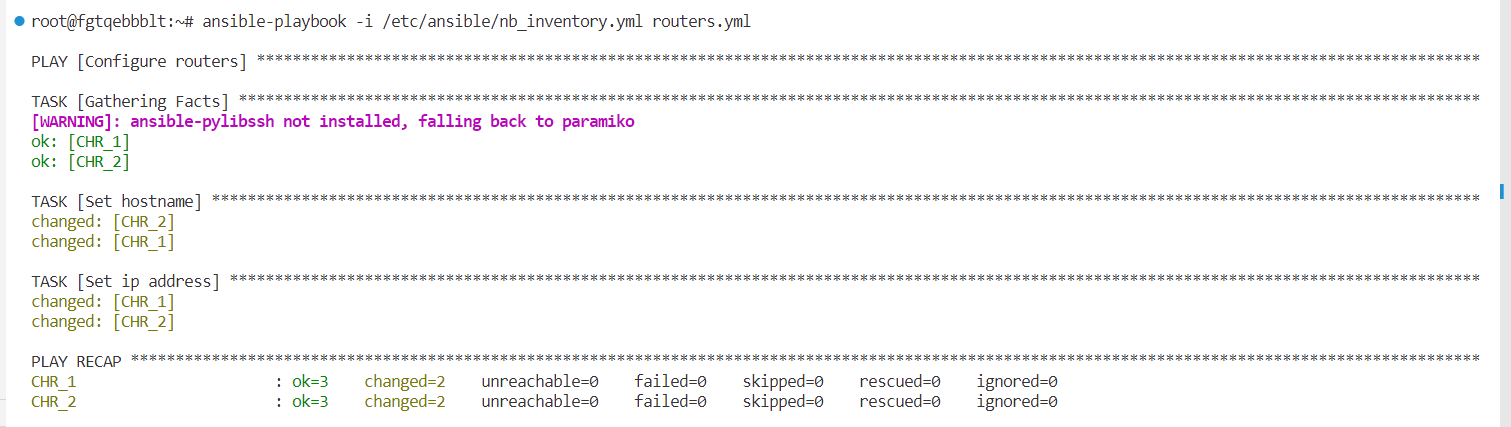 root@fgtqebbblt:~# ansible-playbook -i /etc/ansible/nb_inventory.yml routers.yml
PLAY [Configure routers] ****************************************************************************************************************************************
TASK [Gathering Facts] ******************************************************************************************************************************************
[WARNING]: ansible-pylibssh not installed, falling back to paramiko
ok: [CHR_1]
ok: [CHR_2]
TASK [Set hostname] *********************************************************************************************************************************************
changed: [CHR_2]
changed: [CHR_1]
TASK [Set ip address] *******************************************************************************************************************************************
changed: [CHR_1]
changed: [CHR_2]
PLAY RECAP ******************************************************************************************************************************************************
CHR_1                      : ok=3    changed=2    unreachable=0    failed=0    skipped=0    rescued=0    ignored=0
CHR_2                      : ok=3    changed=2    unreachable=0    failed=0    skipped=0    rescued=0    ignored=0